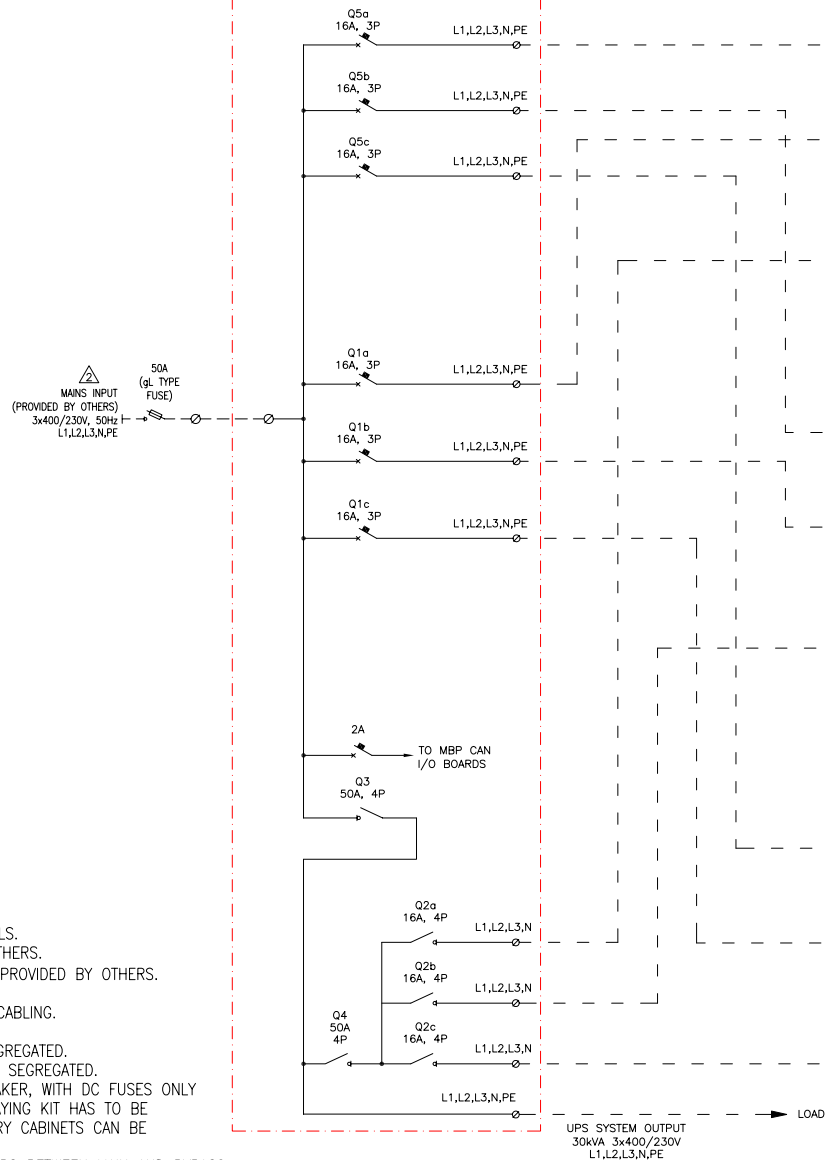 Q5a
16A, 3P
L1,L2,L3,N,PE
Q5b
16A, 3P
L1,L2,L3,N,PE
Q5c
16A, 3P
L1,L2,L3,N,PE
Q1a
16A, 3P
L1,L2,L3,N,PE
2
MAINS INPUT
(PROVIDED BY OTHERS)
3x400/230V, 50Hz
L1,L2,L3,N,PE
50A
(gL TYPE
FUSE)
Q1b
16A, 3P
L1,L2,L3,N,PE
Q1c
16A, 3P
L1,L2,L3,N,PE
2A
TO MBP CAN
I/O BOARDS
Q3
50A, 4P
Q2a
16A, 4P
L1,L2,L3,N
Q2b
16A, 4P
L1,L2,L3,N
Q4
50A
4P
Q2c
16A, 4P
L1,L2,L3,N
L1,L2,L3,N,PE
LOAD
UPS SYSTEM OUTPUT
30kVA 3x400/230V
L1,L2,L3,N,PE
LS.
THERS.
PROVIDED BY OTHERS.
CABLING.
GREGATED.
SEGREGATED.
AKER, WITH DC FUSES ONLY
AYING KIT HAS TO BE
RY CABINETS CAN BE